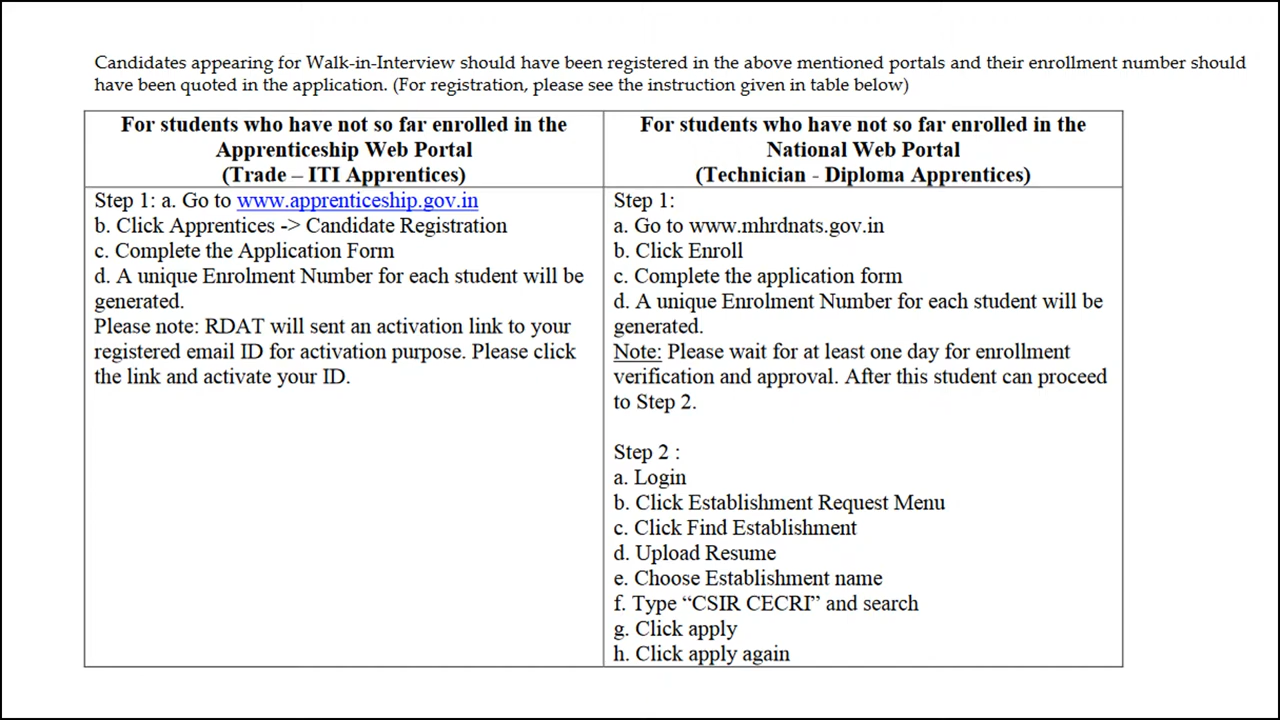 Candidates appearing for Walk-in-Interview should have been registered in the above mentioned portals and their enrollment number should
have been quoted in the application. (For registration, please see the instruction given in table below)
For students who have not so far enrolled in the
Apprenticeship Web Portal
(Trade – ITI Apprentices)
Step 1: a. Go to www.apprenticeship.gov.in
b. Click Apprentices -> Candidate Registration
c. Complete the Application Form
d. A unique Enrolment Number for each student will be
generated.
Please note: RDAT will sent an activation link to your
registered email ID for activation purpose. Please click
the link and activate your ID.
For students who have not so far enrolled in the
National Web Portal
(Technician - Diploma Apprentices)
Step 1:
a. Go to www.mhrdnats.gov.in
b. Click Enroll
c. Complete the application form
d. A unique Enrolment Number for each student will be
generated.
Note: Please wait for at least one day for enrollment
verification and approval. After this student can proceed
to Step 2.
Step 2 :
a. Login
b. Click Establishment Request Menu
c. Click Find Establishment
d. Upload Resume
e. Choose Establishment name
f. Type “CSIR CECRI” and search
g. Click apply
h. Click apply again